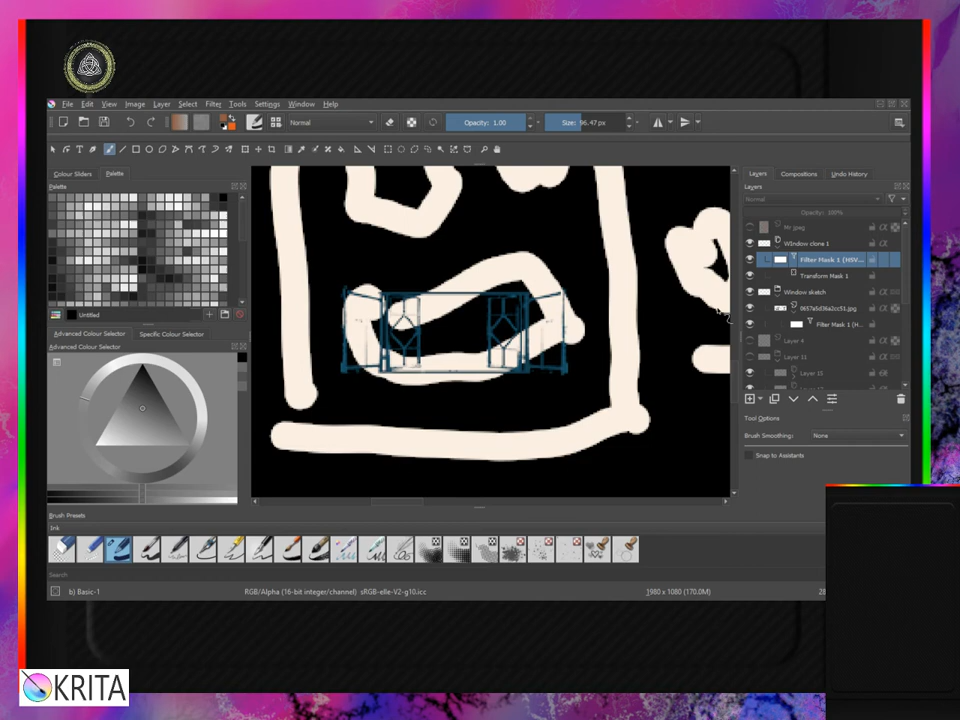 File Edit View Image Layer Select Filter Tools Settings Window Help
Normal Opacity: 1.00 Size: 96.47 px
Colour Sliders Palette
Palette
Untitled
Advanced Colour Selector Specific Colour Selector
Advanced Colour Selector
Layers Compositions Undo History
Layers
Normal
Opacity: 100%
Window clone 1
Filter Mask 1 (HSV...
Transform Mask 1
Window sketch
0657a5d36a2cc51.jpg
Filter Mask 1 (H...
Layer 4
Layer 11
Layer 15
Tool Options
Brush Smoothing: None
Snap to Assistants
Brush Presets
Ink
Search
b) Basic-1 RGB/Alpha (16-bit integer/channel) sRGB-elle-V2-g10.icc 1980 x 1080 (170.0M) 28
KRITA